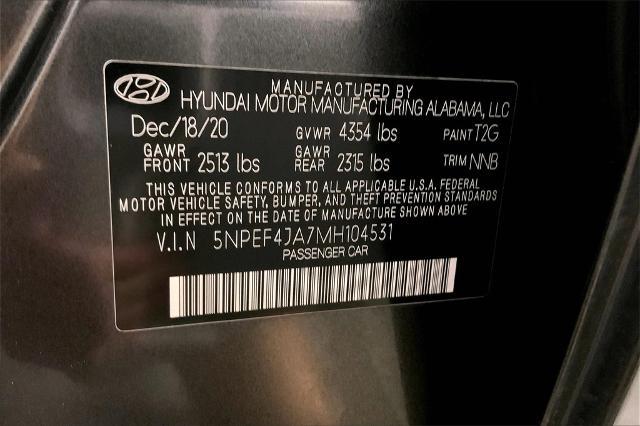 MANUFACTURED BY
HYUNDAI MOTOR MANUFACTURING ALABAMA, LLC
Dec/18/20 GVWR 4354 lbs PAINT T2G
GAWR FRONT 2513 lbs GAWR REAR 2315 lbs TRIM NNB
THIS VEHICLE CONFORMS TO ALL APPLICABLE U.S.A. FEDERAL
MOTOR VEHICLE SAFETY, BUMPER, AND THEFT PREVENTION STANDARDS
IN EFFECT ON THE DATE OF MANUFACTURE SHOWN ABOVE
V.I.N 5NPEF4JA7MH104531
PASSENGER CAR